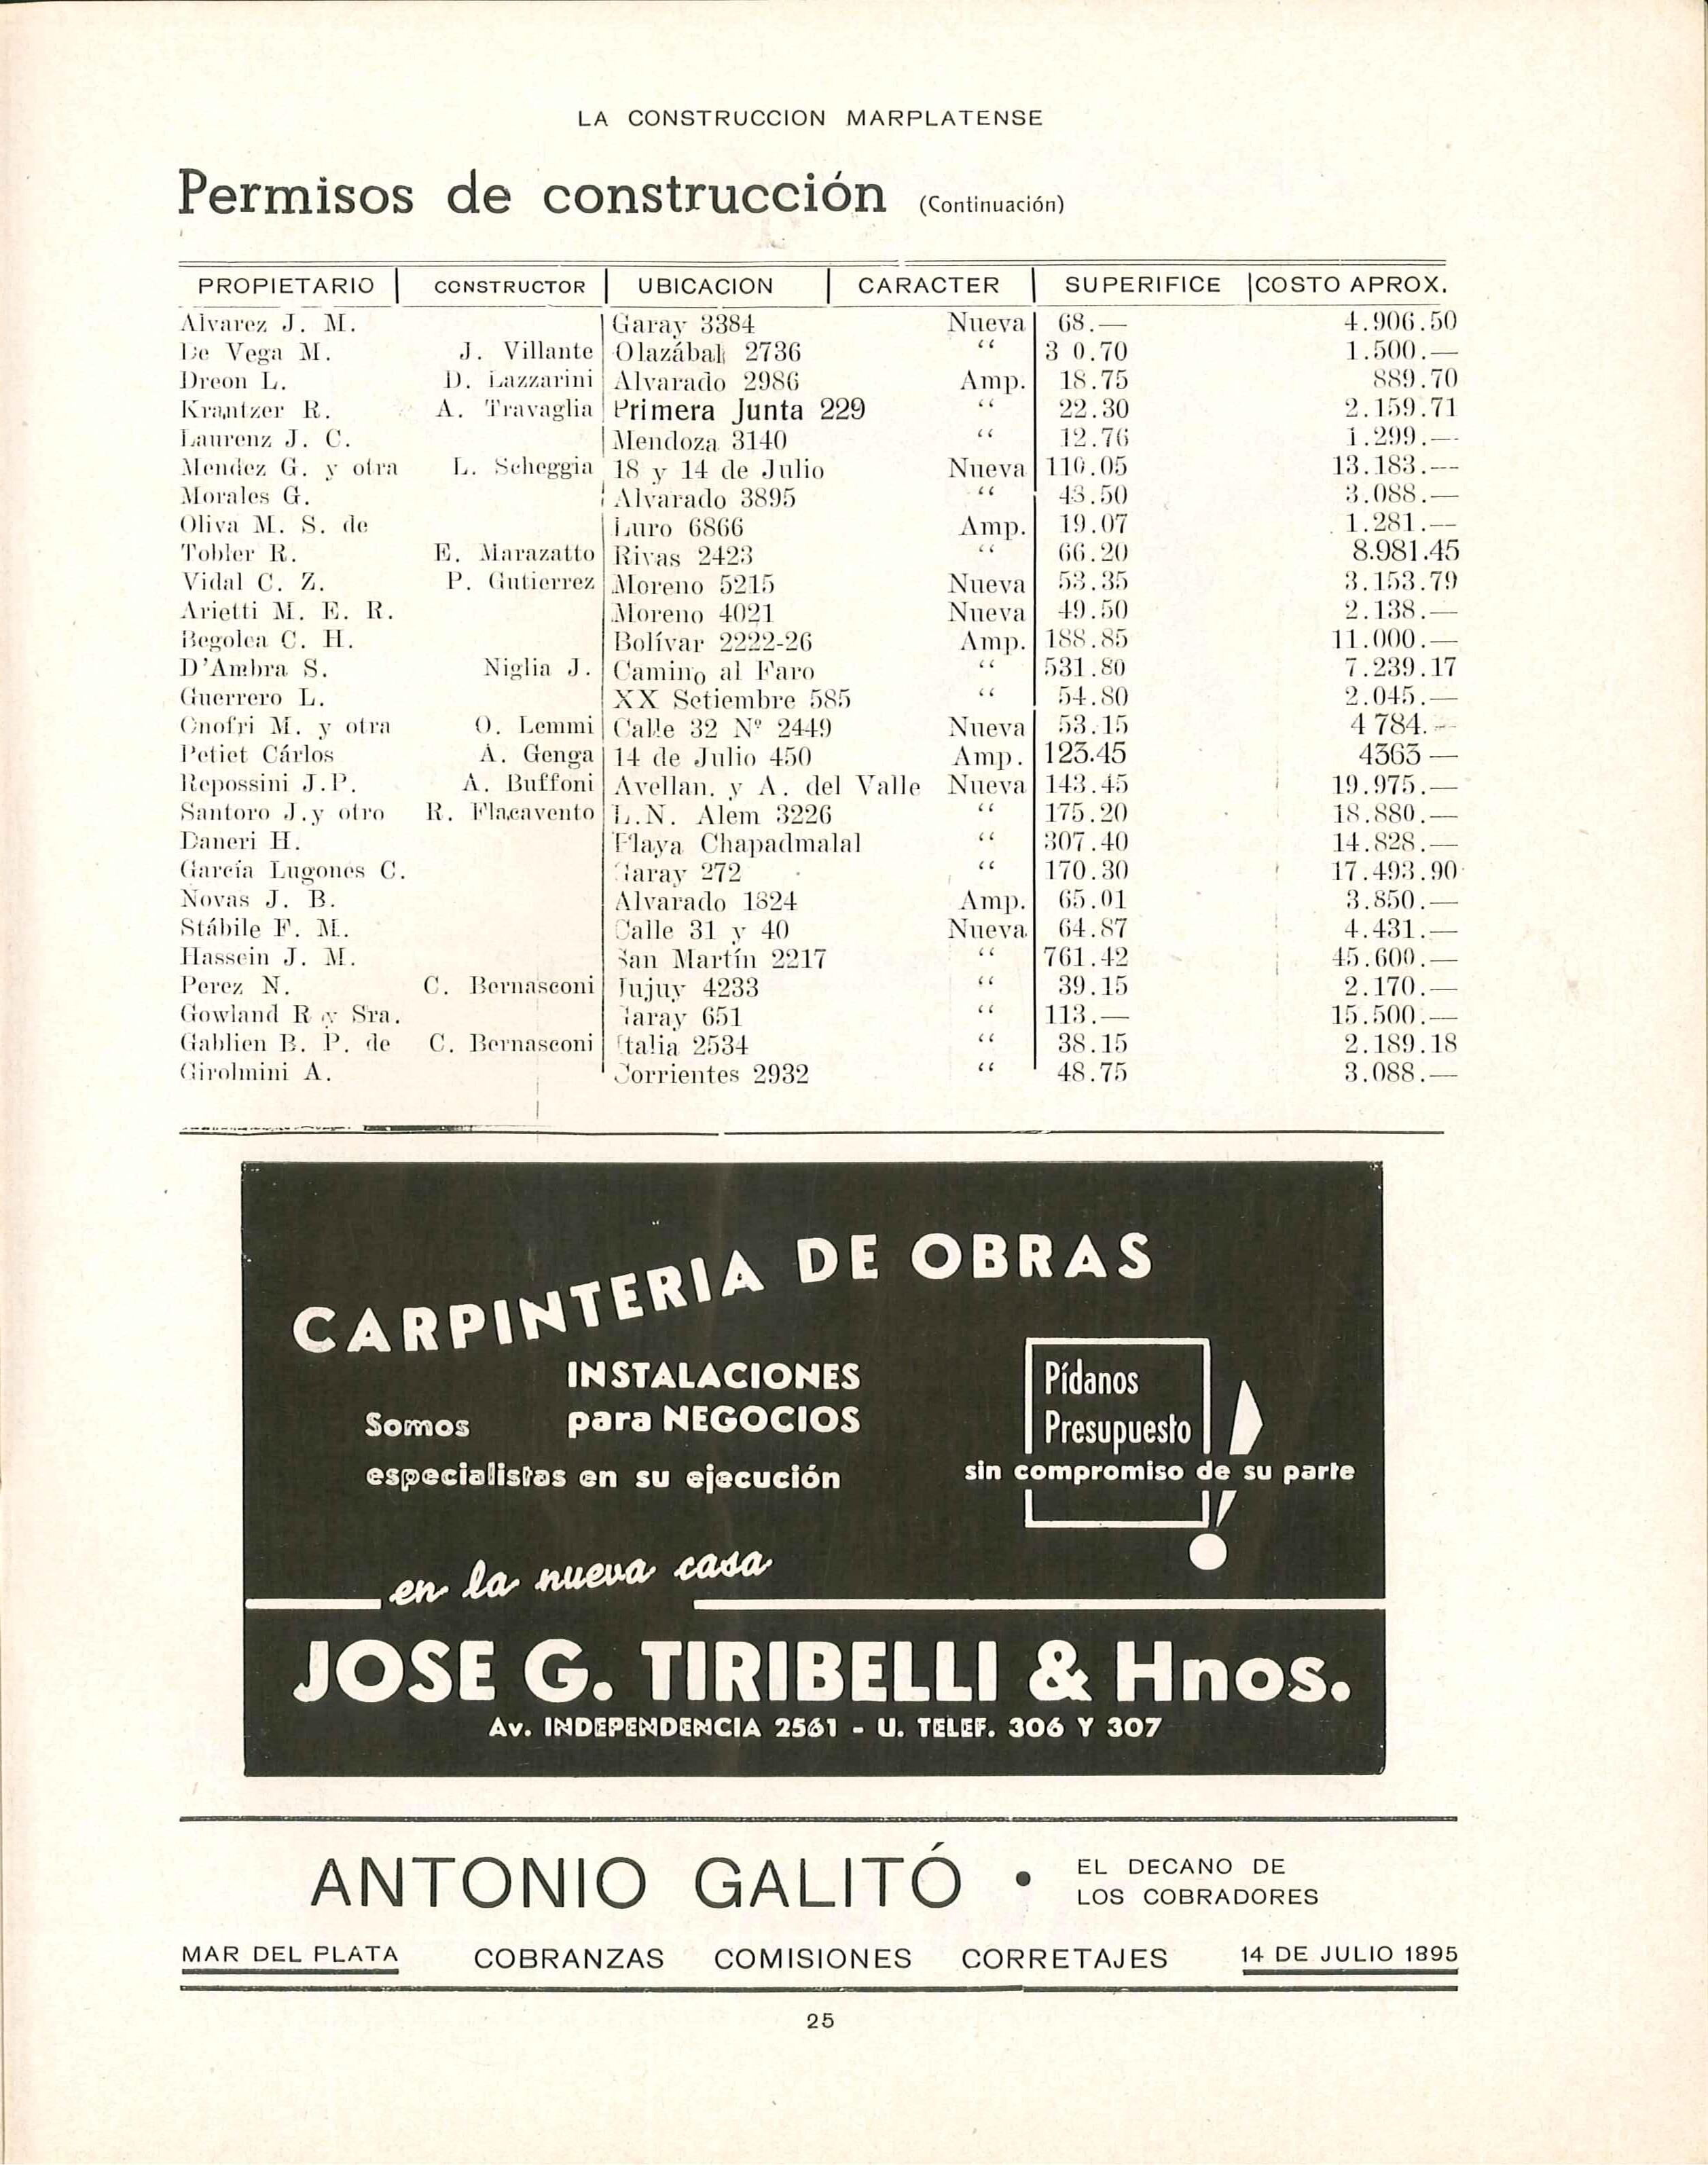 LA CONSTRUCCION MARPLATENSE
Permisos de construcción (Continuación)
PROPIETARIO CONSTRUCTOR UBICACION CARACTER SUPERIFICE COSTO APROX.
Alvarez J. M. Garay 3384 Nueva 68.— 4.906.50
De Vega M. J. Villante Olazábal 2736 “ 3 0.70 1.500.—
Dreon L. D. Lazzarini Alvarado 2986 Amp. 18.75 889.70
Krantzer R. A. Travaglia Primera Junta 229 “ 22.30 2.159.71
Laurenz J. C. Mendoza 3140 “ 12.76 1.299.—
Mendez G. y otra L. Scheggia 18 y 14 de Julio Nueva 110.05 13.183.—
Morales G. Alvarado 3895 “ 43.50 3.088.—
Oliva M. S. de Luro 6866 Amp. 19.07 1.281.—
Tobler R. E. Marazatto Rivas 2423 “ 66.20 8.981.45
Vidal C. Z. P. Gutierrez Moreno 5215 Nueva 53.35 3.153.79
Arietti M. E. R. Moreno 4021 Nueva 49.50 2.138.—
Begolea C. H. Bolívar 2222-26 Amp. 188.85 11.000.—
D’Ambra S. Niglia J. Camino al Faro “ 531.80 7.239.17
Guerrero L. XX Setiembre 585 “ 54.80 2.045.—
Onofri M. y otra O. Lemmi Calle 32 Nº 2449 Nueva 53.15 4 784.—
Petiet Cárlos A. Genga 14 de Julio 450 Amp. 123.45 4363 —
Repossini J.P. A. Buffoni Avellan. y A. del Valle Nueva 143.45 19.975.—
Santoro J.y otro R. Flacavento L.N. Alem 3226 “ 175.20 18.880.—
Daneri H. Playa Chapadmalal “ 307.40 14.828.—
García Lugones C. Garay 272 “ 170.30 17.493.90
Novas J. B. Alvarado 1824 Amp. 65.01 3.850.—
Stábile F. M. Calle 31 y 40 Nueva 64.87 4.431.—
Hassein J. M. San Martín 2217 “ 761.42 45.600.—
Perez N. C. Bernasconi Jujuy 4233 “ 39.15 2.170.—
Gowland R y Sra. Garay 651 “ 113.— 15.500.—
Gablien B. P. de C. Bernasconi Italia 2534 “ 38.15 2.189.18
Girolmini A. Corrientes 2932 “ 48.75 3.088.—
CARPINTERIA DE OBRAS
INSTALACIONES
Somos para NEGOCIOS
especialistas en su ejecución
Pídanos
Presupuesto
sin compromiso de su parte
en la nueva casa
JOSE G. TIRIBELLI & Hnos.
Av. INDEPENDENCIA 2561 - U. TELEF. 306 Y 307
ANTONIO GALITÓ • EL DECANO DE
LOS COBRADORES
MAR DEL PLATA COBRANZAS COMISIONES CORRETAJES 14 DE JULIO 1895
25